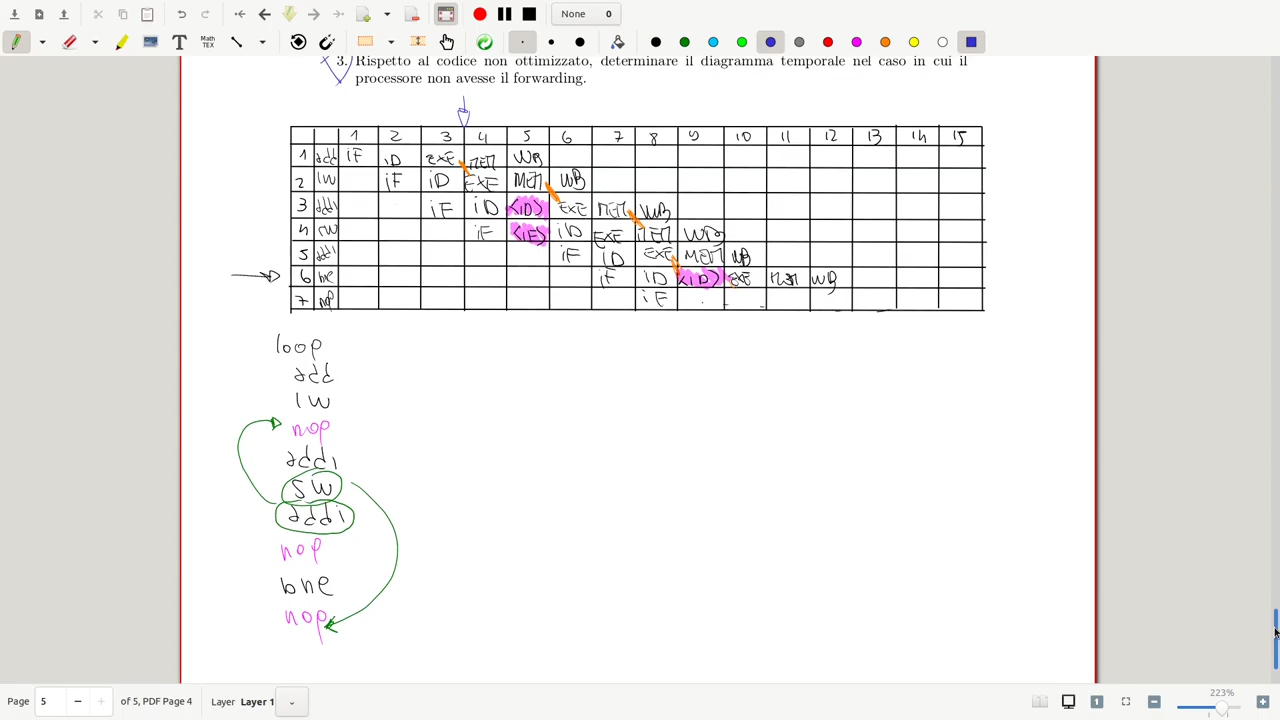 None 0
T Math TEX
3. Rispetto al codice non ottimizzato, determinare il diagramma temporale nel caso in cui il
processore non avesse il forwarding.
1 2 3 4 5 6 7 8 9 10 11 12 13 14 15
1 add iF iD EXE MEM WB
2 lw iF iD EXE MEM WB
3 addi iF iD (iD) EXE MEM WB
4 sw iF (iF) iD EXE MEM WB
5 addi iF iD EXE MEM WB
6 bne iF iD (iD) EXE MEM WB
7 nop iF
loop
add
lw
nop
addi
sw
addi
nop
bne
nop
Page 5 of 5, PDF Page 4 Layer Layer 1 1 223%